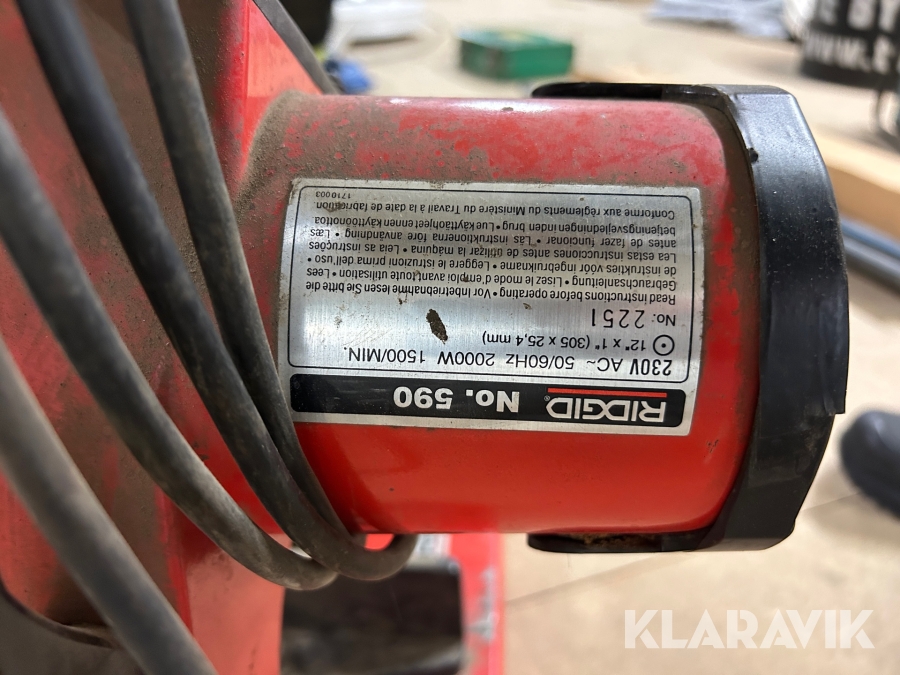 RIDGID® No. 590
230V AC~ 50/60Hz 2000W 1500/MIN.
12" x 1" (305 x 25,4 mm)
No: 2251
Read instructions before operating • Vor Inbetriebnahme lesen Sie bitte die
Gebrauchsanleitung • Lisez le mode d'emploi avant toute utilisation • Lees
de instrukties vóór ingebruikname • Leggere le istruzioni prima dell'uso •
Lea estas instrucciones antes de utilizar la máquina • Leia as instruções
antes de fazer funcionar • Läs instruktionerna före användning • Læs
betjeningsvejledningen inden brug • Lue käyttäohjeet ennen käyttöönottoa
Conforme aux réglements du Ministère du Travail à la date de fabrication
1710003
KLARAVIK